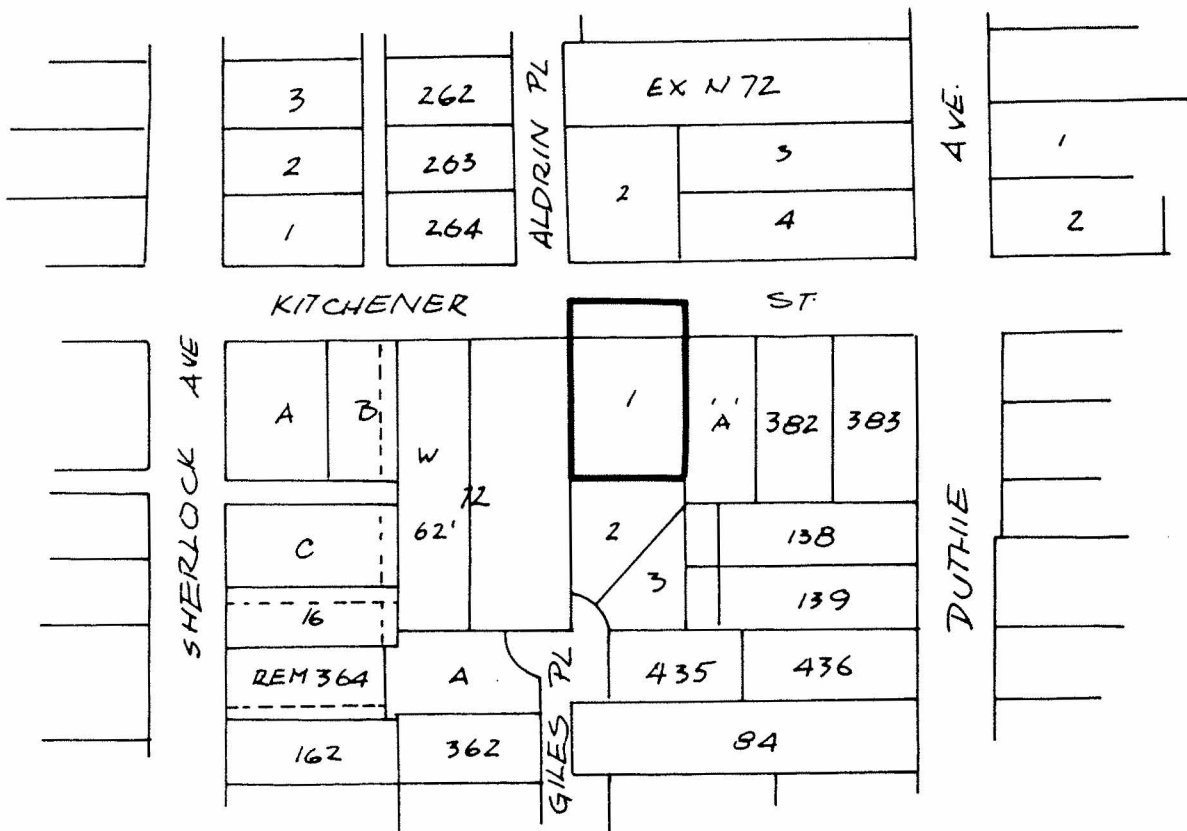 3
262
ALDRIN PL
EX N 72
AVE.
1
2
263
2
3
1
264
4
2
KITCHENER ST.
SHERLOCK AVE
A
B
W
62'
72
1
'A'
382
383
DUTHIE
C
2
138
3
139
16
REM 364
A
GILES PL
435
436
162
362
84